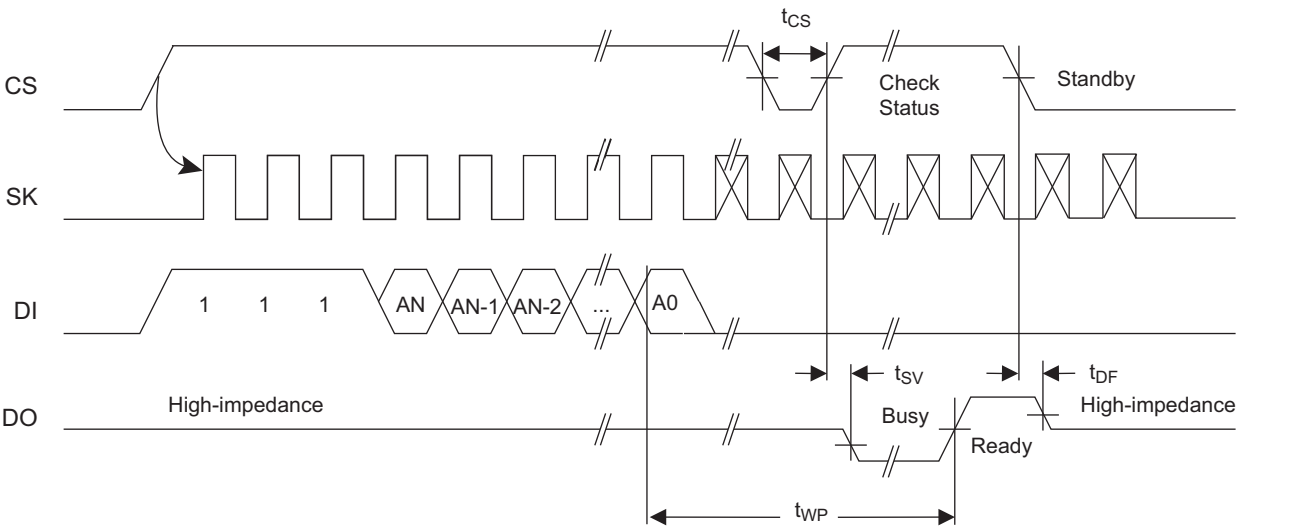 tCS
CS
Check
Status
Standby
SK
DI
1 1 1 AN AN-1 AN-2 ... A0
tSV
tDF
DO
High-impedance
Busy
Ready
High-impedance
tWP